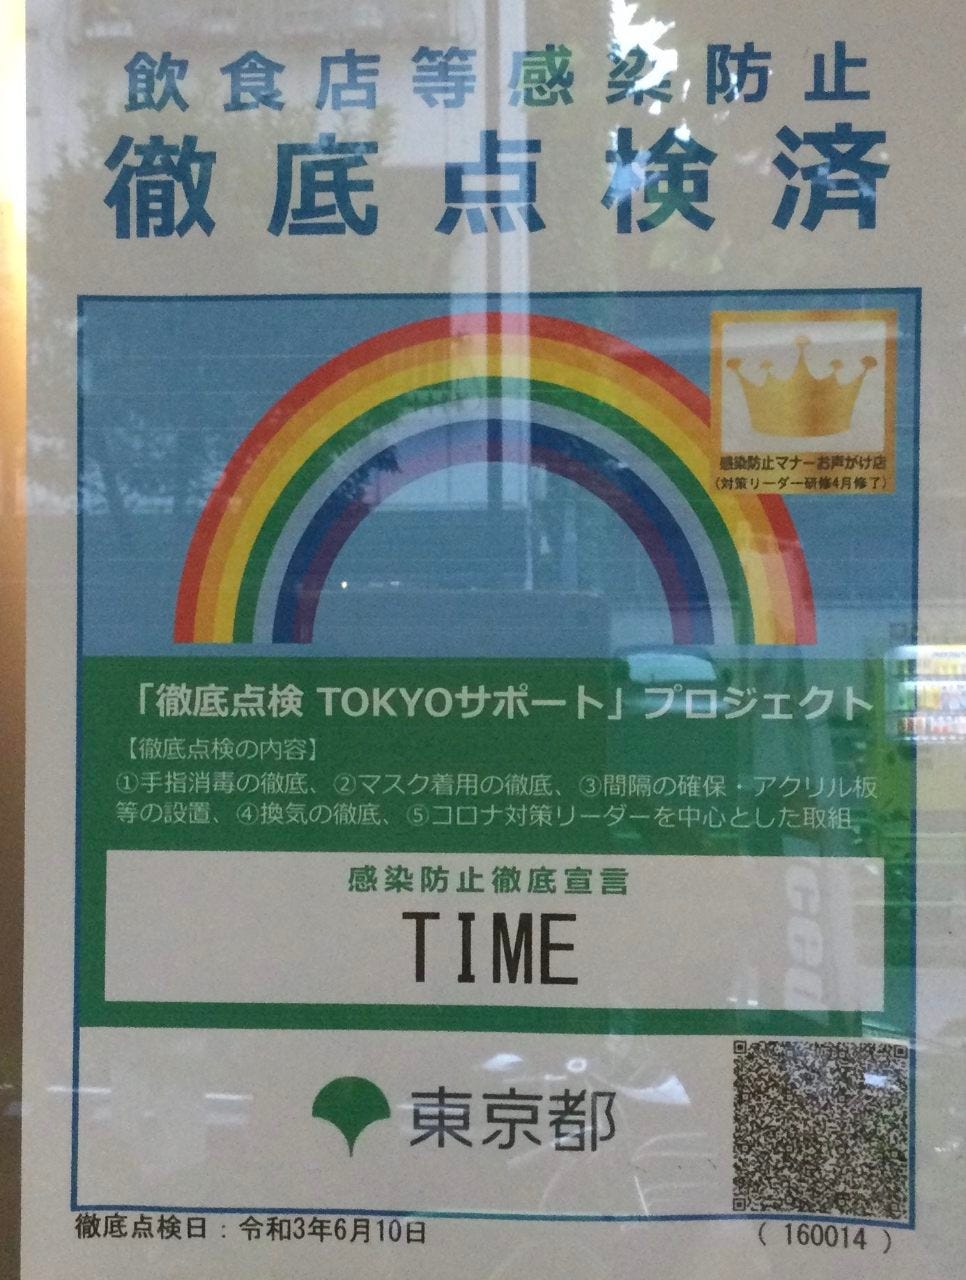 飲食店等感染防止
徹底点検済
感染防止マナーお声がけ店
(対策リーダー研修4月修了)
「徹底点検 TOKYOサポート」プロジェクト
【徹底点検の内容】
①手指消毒の徹底、②マスク着用の徹底、③間隔の確保・アクリル板
等の設置、④換気の徹底、⑤コロナ対策リーダーを中心とした取組
感染防止徹底宣言
TIME
東京都
徹底点検日：令和3年6月10日
( 160014 )